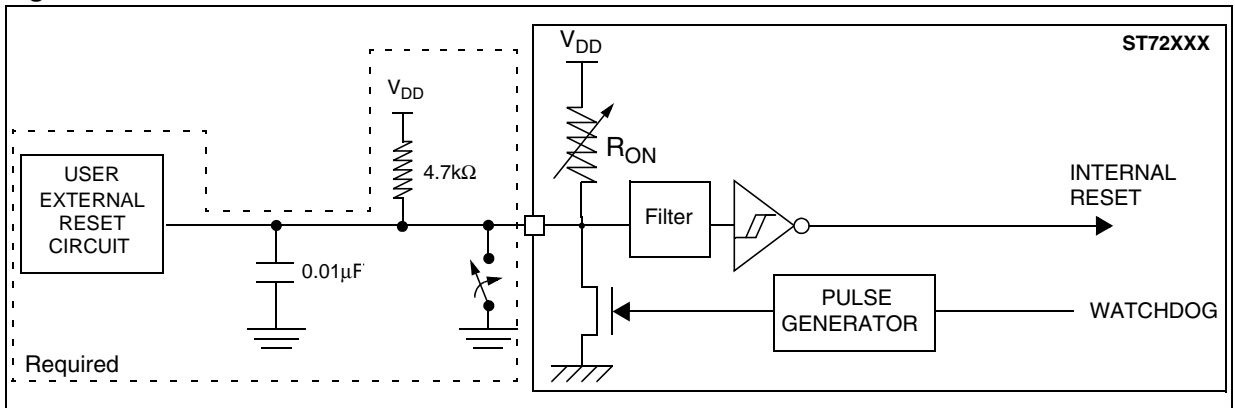 ST72XXX
V_DD
V_DD
R_ON
4.7kΩ
USER
EXTERNAL
RESET
CIRCUIT
0.01μF
Filter
INTERNAL
RESET
PULSE
GENERATOR
WATCHDOG
Required